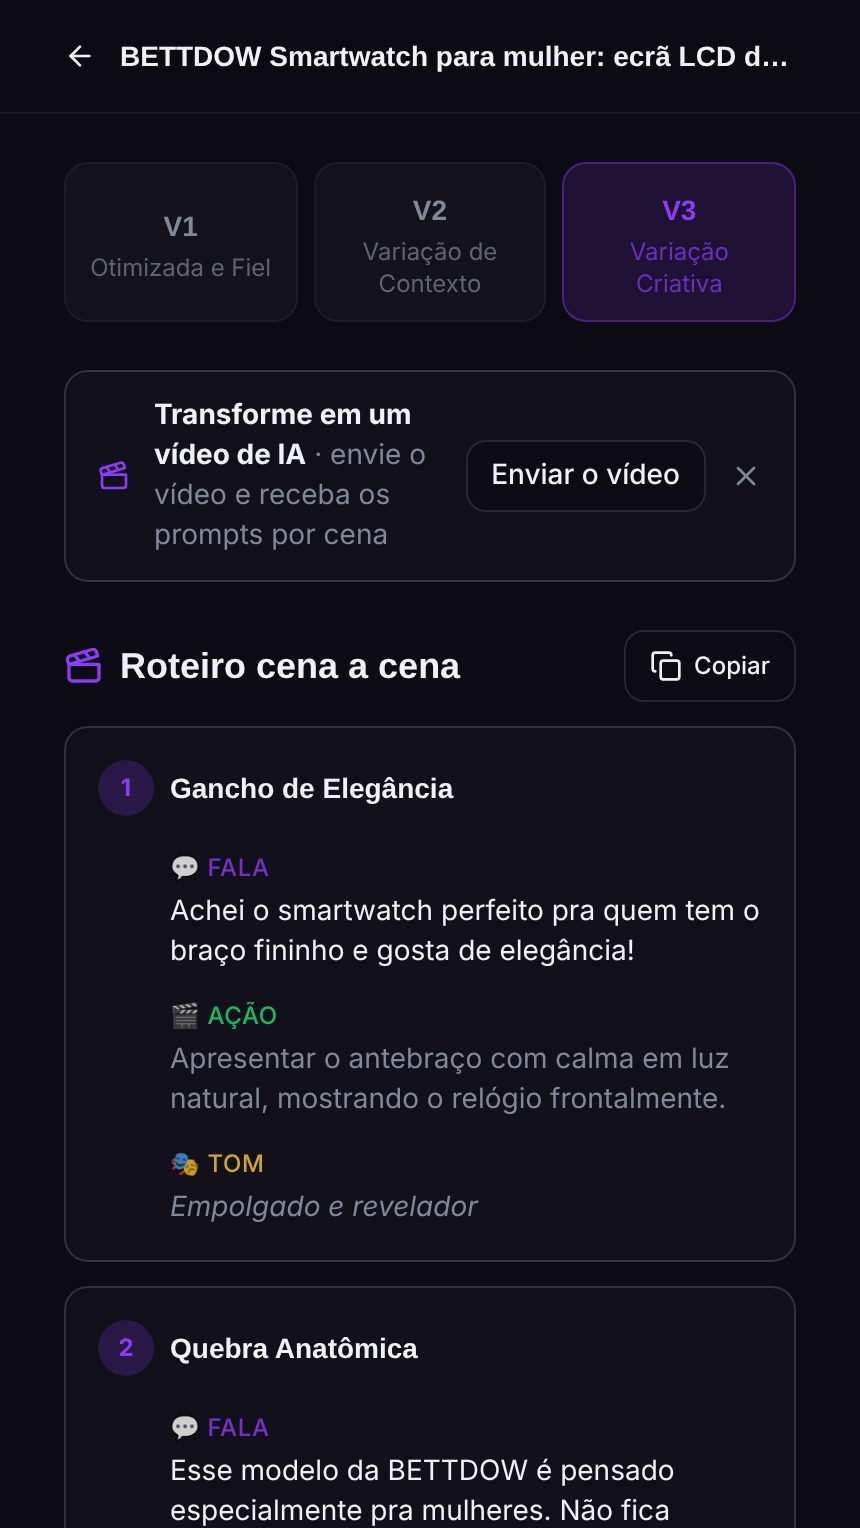 BETTDOW Smartwatch para mulher: ecrã LCD d...
V1
Otimizada e Fiel
V2
Variação de
Contexto
V3
Variação
Criativa
Transforme em um
vídeo de IA · envie o
vídeo e receba os
prompts por cena
Enviar o vídeo
Roteiro cena a cena
Copiar
1
Gancho de Elegância
💬 FALA
Achei o smartwatch perfeito pra quem tem o
braço fininho e gosta de elegância!
🎬 AÇÃO
Apresentar o antebraço com calma em luz
natural, mostrando o relógio frontalmente.
🎭 TOM
Empolgado e revelador
2
Quebra Anatômica
💬 FALA
Esse modelo da BETTDOW é pensado
especialmente pra mulheres. Não fica